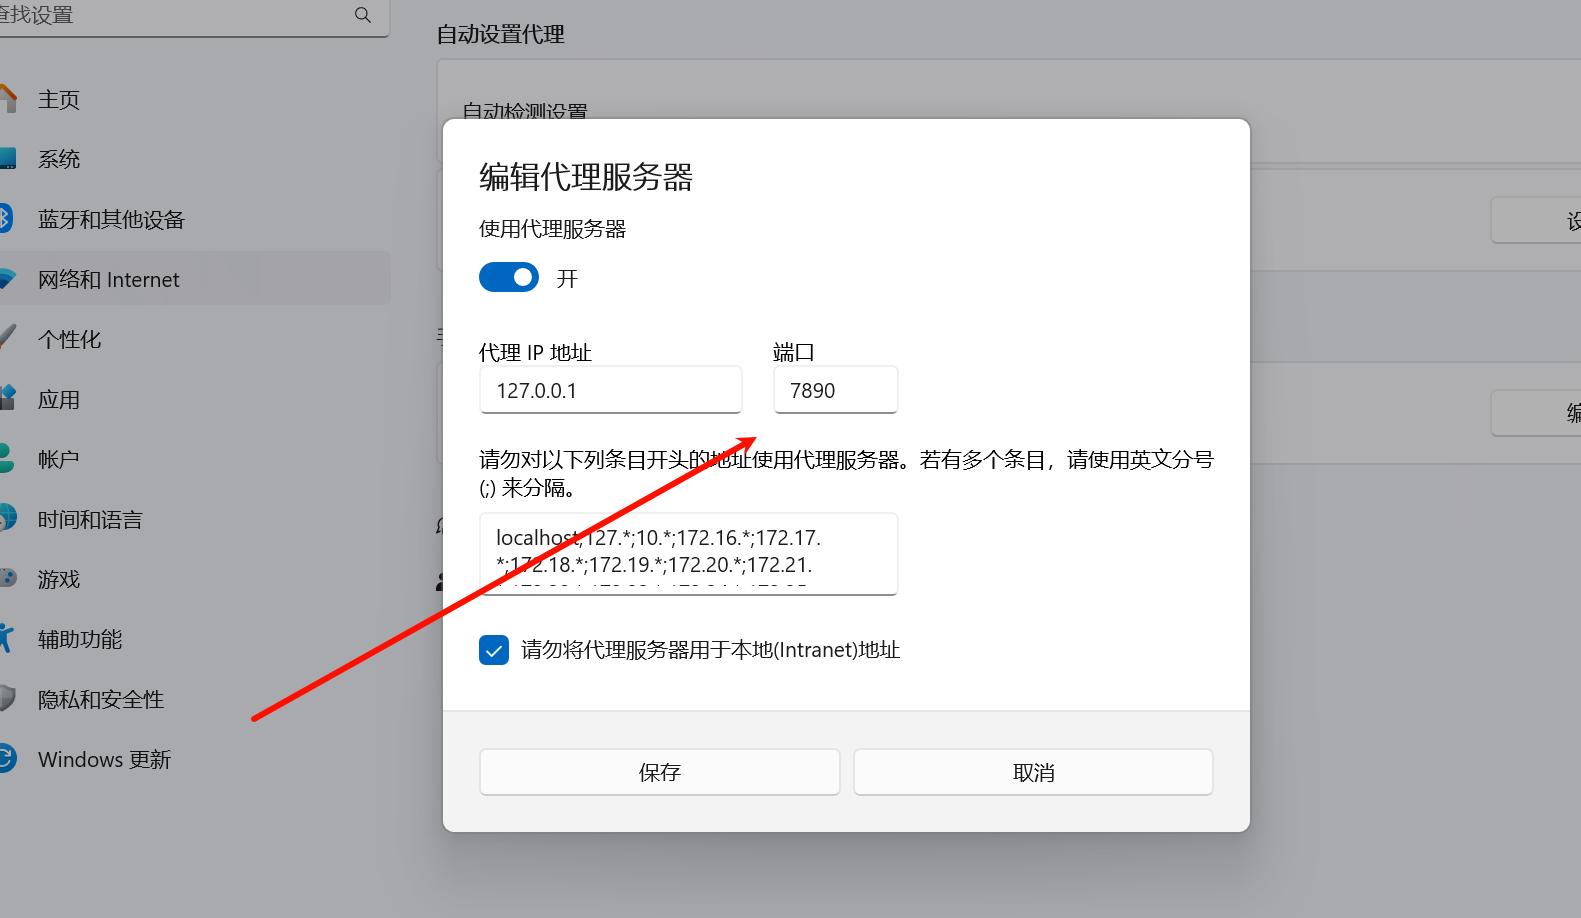 查找设置
主页
系统
蓝牙和其他设备
网络和 Internet
个性化
应用
帐户
时间和语言
游戏
辅助功能
隐私和安全性
Windows 更新
自动设置代理
自动检测设置
设
编
编辑代理服务器
使用代理服务器
开
代理 IP 地址
端口
127.0.0.1
7890
请勿对以下列条目开头的地址使用代理服务器。若有多个条目，请使用英文分号
(;) 来分隔。
localhost;127.*;10.*;172.16.*;172.17.
*;172.18.*;172.19.*;172.20.*;172.21.
请勿将代理服务器用于本地(Intranet)地址
保存
取消